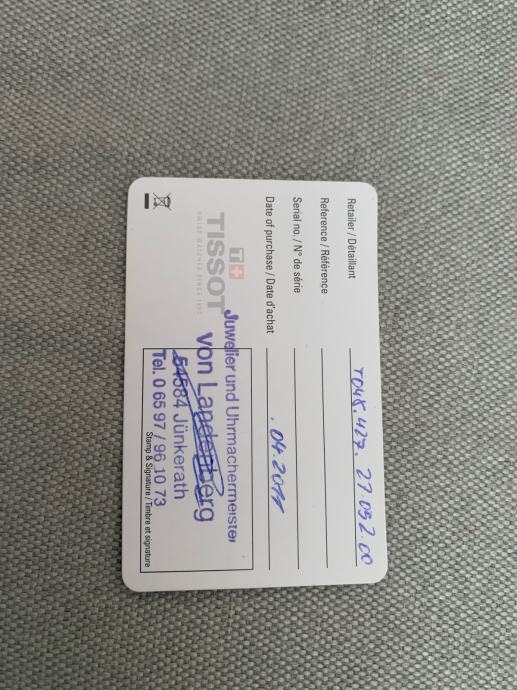 Retailer / Détaillant T048.427. 27.052.00
Reference / Référence
Serial no. / N° de série
Date of purchase / Date d'achat . 04.2011
T+
TISSOT
SWISS WATCHES SINCE 1853
Juwelier und Uhrmachermeister
von Landenberg
54584 Jünkerath
Tel. 0 65 97 / 96 10 73
Stamp & Signature / Timbre et signature